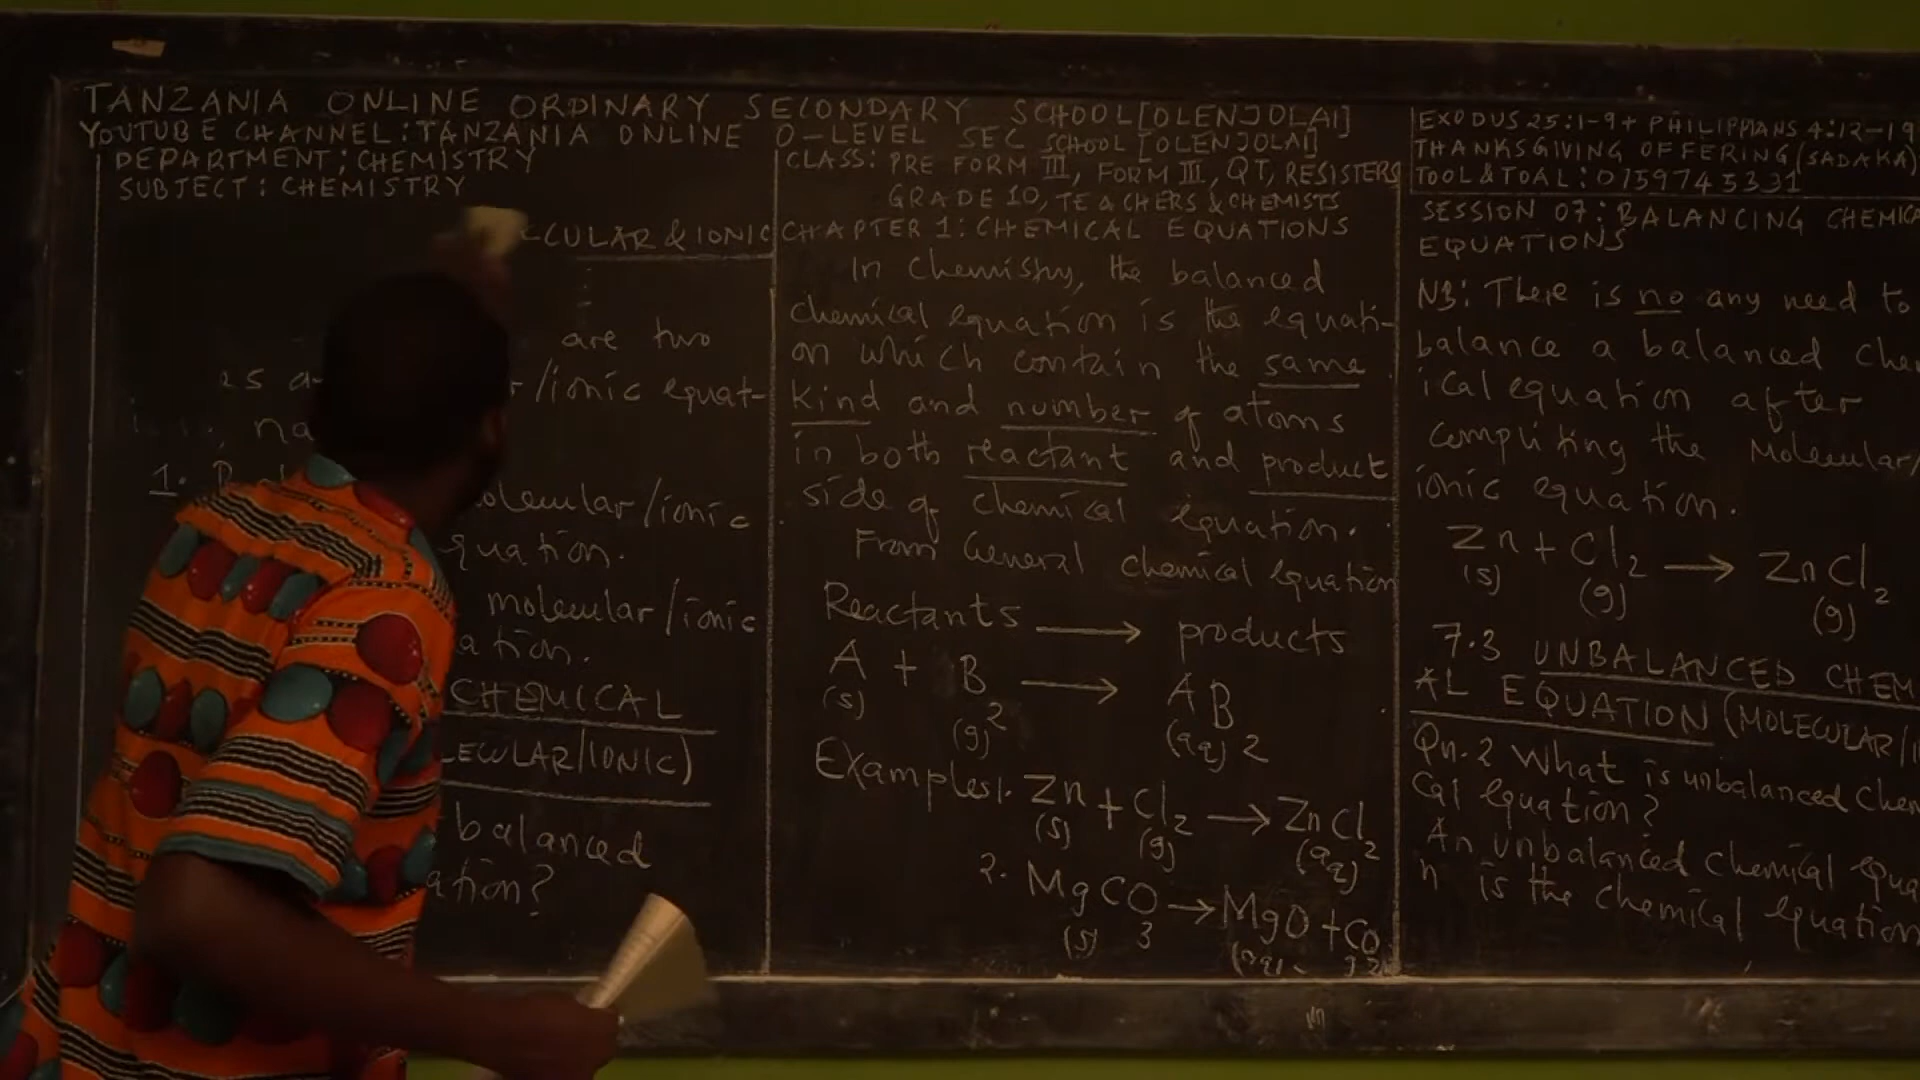 TANZANIA ONLINE ORDINARY SECONDARY SCHOOL[OLENJOLAI]
YOUTUBE CHANNEL: TANZANIA ONLINE O-LEVEL SEC SCHOOL [OLENJOLAI]
DEPARTMENT: CHEMISTRY
SUBJECT: CHEMISTRY
CULAR & IONIC
are two
/ionic equat-
1.
olecular/ionic
quation.
molecular/ionic
ation.
CHEMICAL
LECULAR/IONIC)
balanced
ation?
CLASS: PRE FORM III, FORM III, QT, RESISTERS
GRADE 10, TEACHERS & CHEMISTS
CHAPTER 1: CHEMICAL EQUATIONS
In Chemistry, the balanced
chemical equation is the equati-
on which contain the same
kind and number of atoms
in both reactant and product
side of chemical equation.
From General chemical equation
Reactants → products
A + B → AB
(s) (g) 2 (aq) 2
Examples 1. Zn + Cl2 → ZnCl2
(s) (g) (aq)
2. MgCO → MgO + CO
(s) 3
EXODUS 25:1-9 + PHILIPPIANS 4:12-19
THANKSGIVING OFFERING (SADAKA)
TOOL & TOAL: 0759745331
SESSION 07: BALANCING CHEMICA
EQUATIONS
NB: There is no any need to
balance a balanced chem
ical equation after
the Molecular/
ionic equation.
Zn + Cl2 → ZnCl2
(s) (g) (g)
7.3 UNBALANCED CHEM
AL EQUATION (MOLECULAR/I
Qn.2 What is unbalanced chem
cal equation?
An unbalanced chemical equa
n is the chemical equation